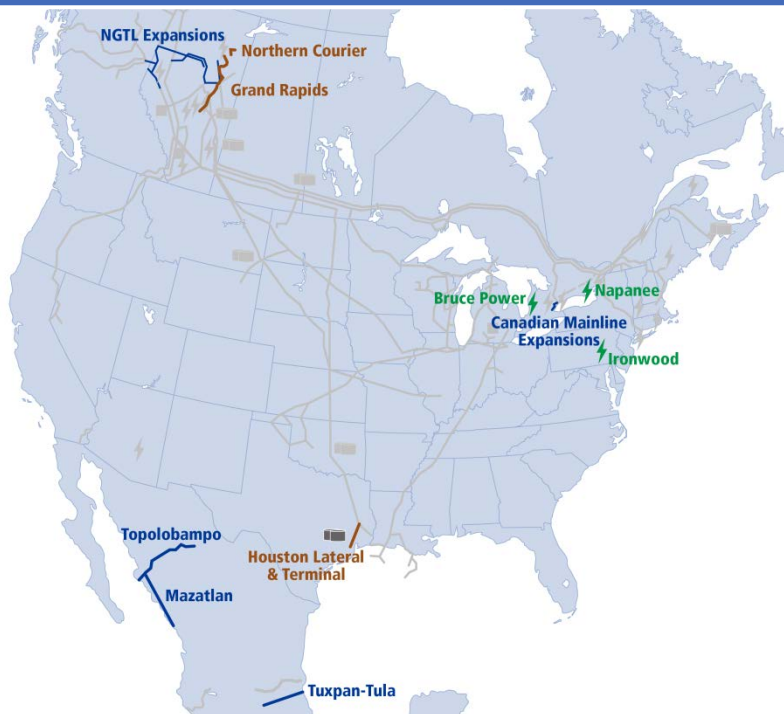 NGTL Expansions
Northern Courier
Grand Rapids
Bruce Power
Napanee
Canadian Mainline
Expansions
Ironwood
Topolobampo
Houston Lateral
& Terminal
Mazatlan
Tuxpan-Tula